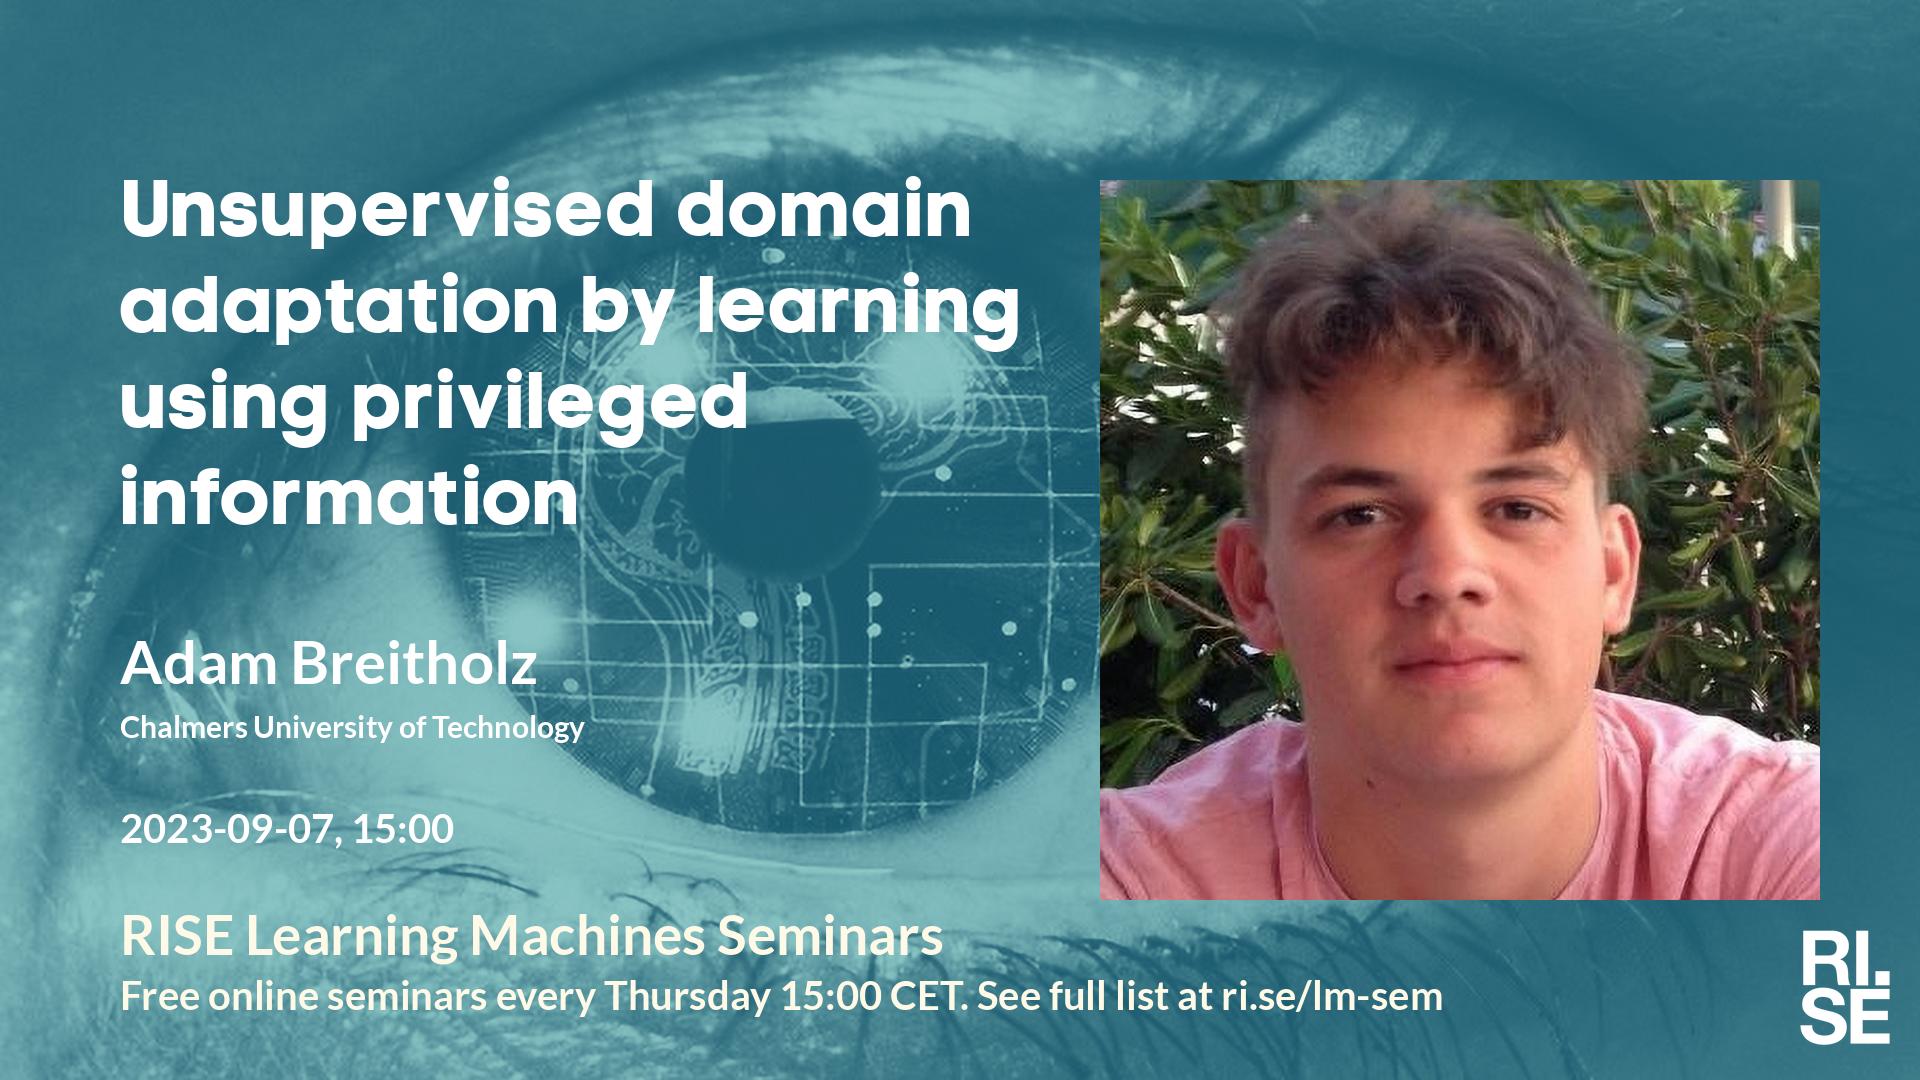 Unsupervised domain
adaptation by learning
using privileged
information
Adam Breitholz
Chalmers University of Technology
2023-09-07, 15:00
RISE Learning Machines Seminars
Free online seminars every Thursday 15:00 CET. See full list at ri.se/lm-sem
RI.
SE